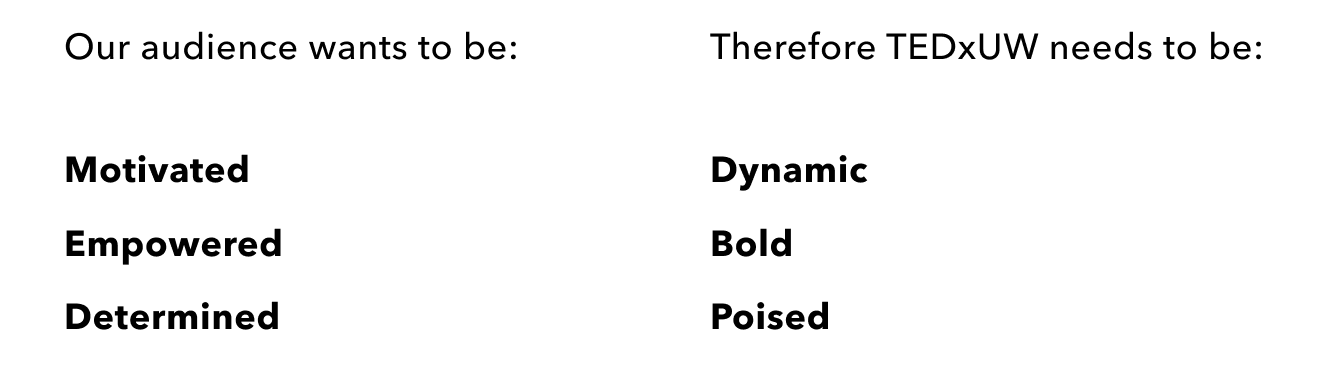 Our audience wants to be:
Therefore TEDxUW needs to be:
Motivated
Dynamic
Empowered
Bold
Determined
Poised